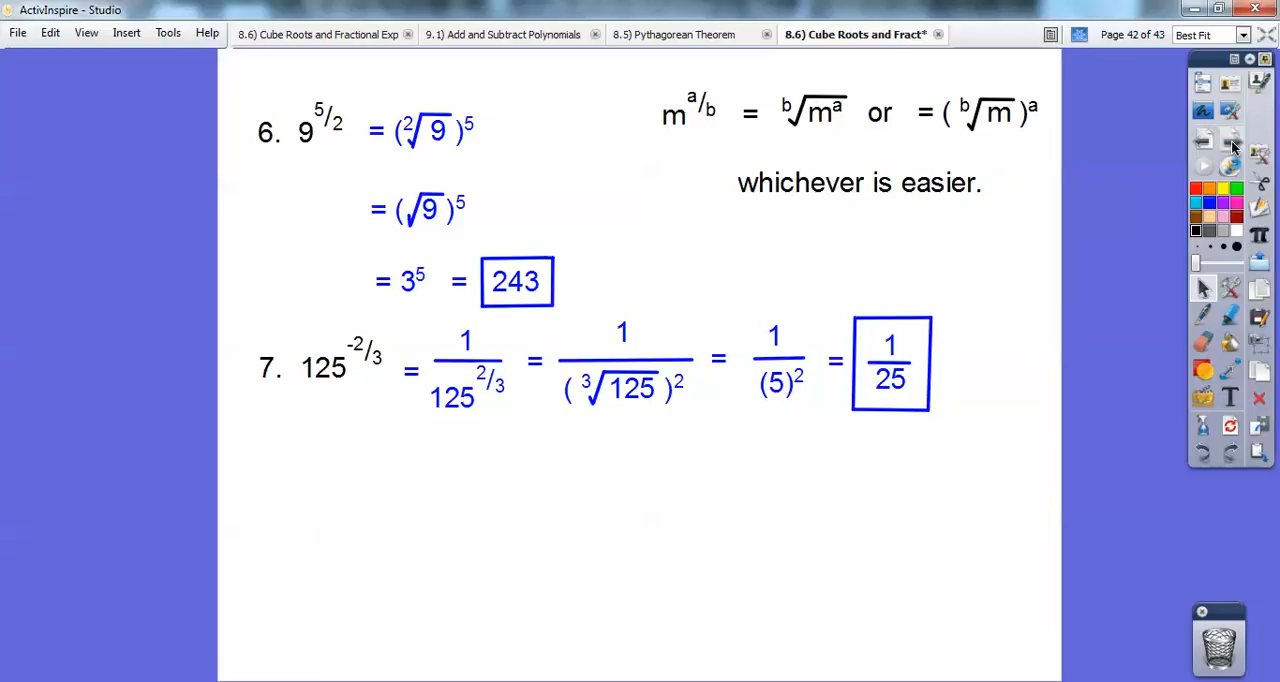 ActivInspire - Studio
File Edit View Insert Tools Help
8.6) Cube Roots and Fractional Exp 9.1) Add and Subtract Polynomials 8.5) Pythagorean Theorem 8.6) Cube Roots and Fract* Page 42 of 43 Best Fit
6. 9^(5/2) = (²√9)⁵
m^(a/b) = ᵇ√(mᵃ) or = (ᵇ√m)ᵃ
whichever is easier.
= (√9)⁵
= 3⁵ = 243
7. 125^(-2/3) = 1/125^(2/3) = 1/(³√125)² = 1/(5)² = 1/25